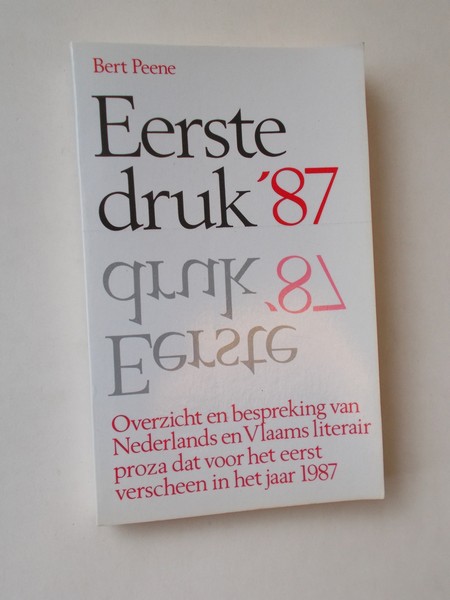 Bert Peene
Eerste
druk '87
druk '87
Eerste
Overzicht en bespreking van
Nederlands en Vlaams literair
proza dat voor het eerst
verscheen in het jaar 1987